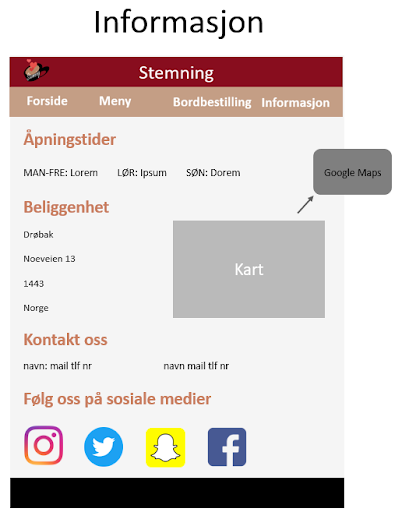 Informasjon
Stemning
Forside Meny Bordbestilling Informasjon
Åpningtider
MAN-FRE: Lorem LØR: Ipsum SØN: Dorem
Google Maps
Beliggenhet
Drøbak
Noeveien 13
1443
Norge
Kart
Kontakt oss
navn: mail tlf nr navn mail tlf nr
Følg oss på sosiale medier